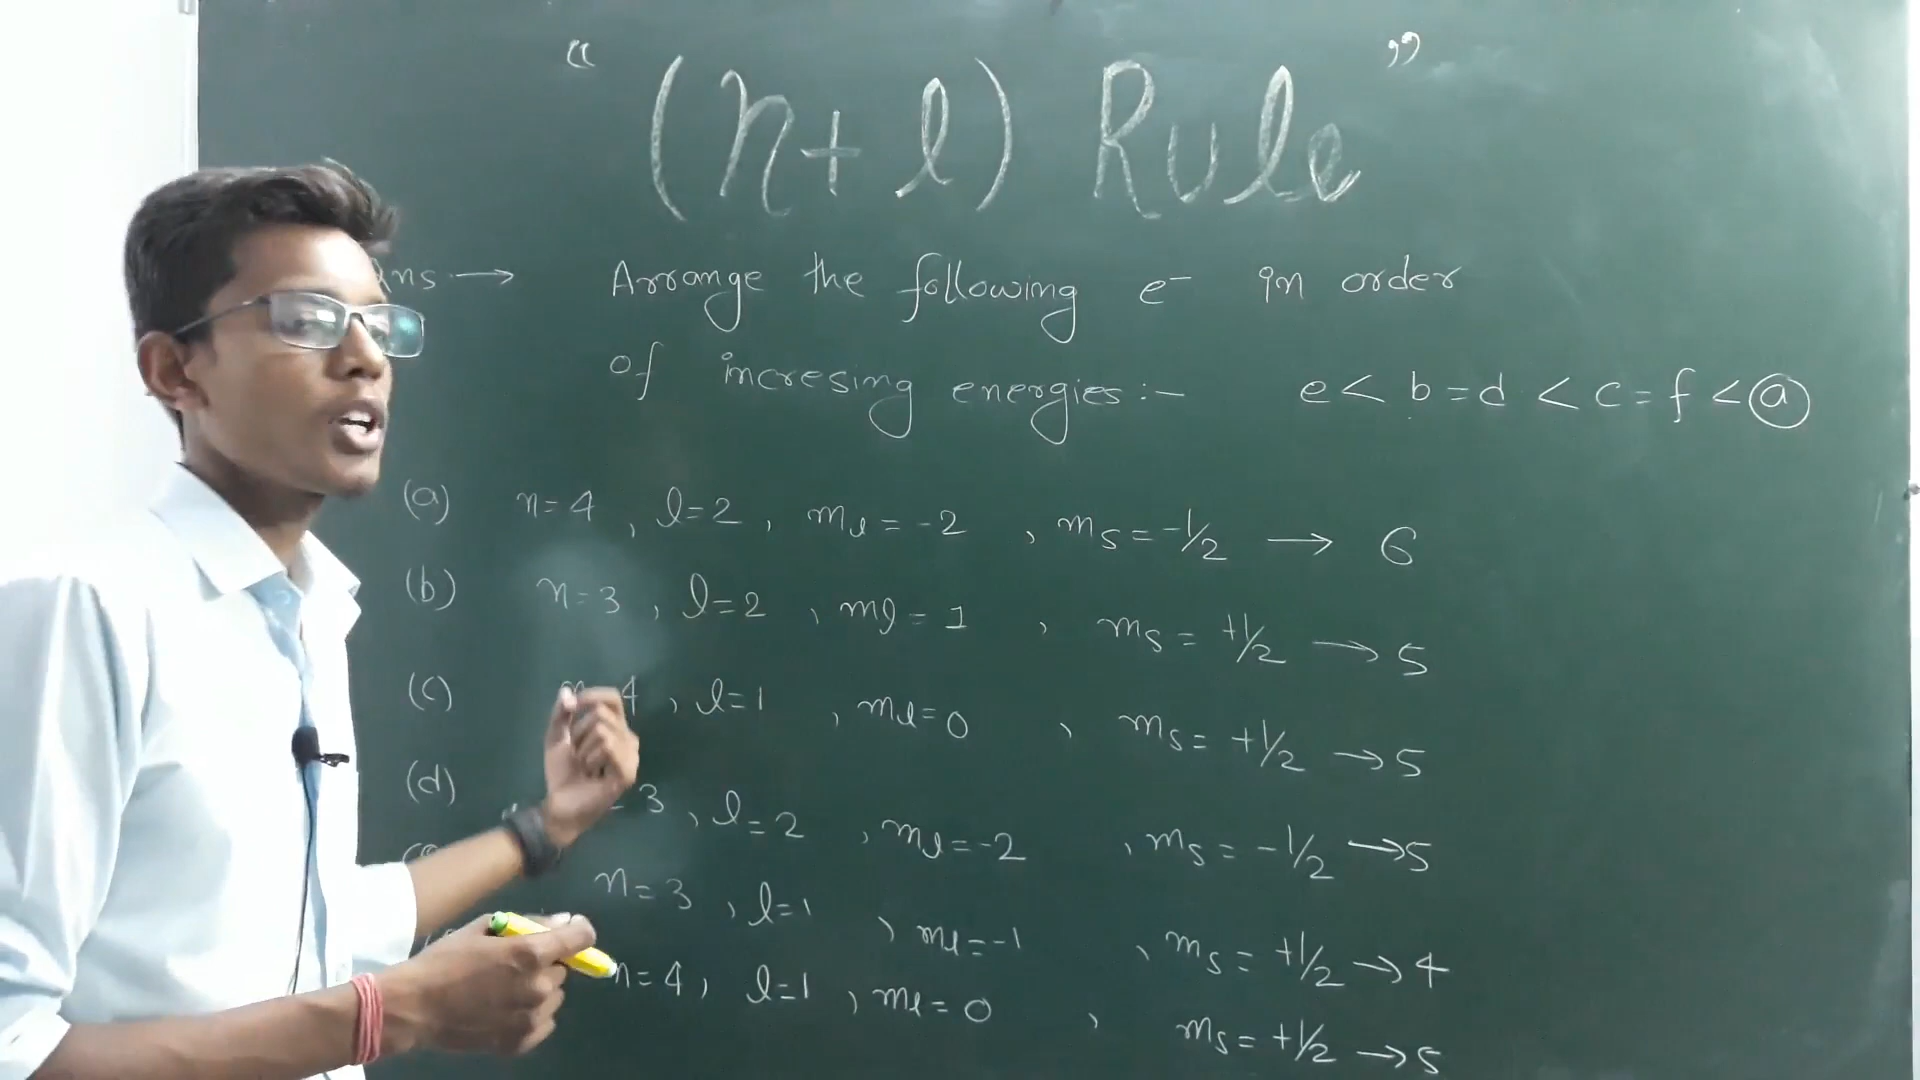 “ (n+l) Rule ”
ns → Arrange the following e⁻ in order
of incresing energies:- e < b = d < c = f < a
(a) n=4 , l=2 , ml = -2 , ms = -1/2 → 6
(b) n=3 , l=2 , ml = 1 , ms = +1/2 → 5
(c) n=4 , l=1 , ml=0 , ms = +1/2 → 5
(d) =3 , l=2 , ml=-2 , ms = -1/2 → 5
n=3 , l=1 , ml=-1 , ms = +1/2 → 4
n=4 , l=1 , ml=0 , ms = +1/2 → 5